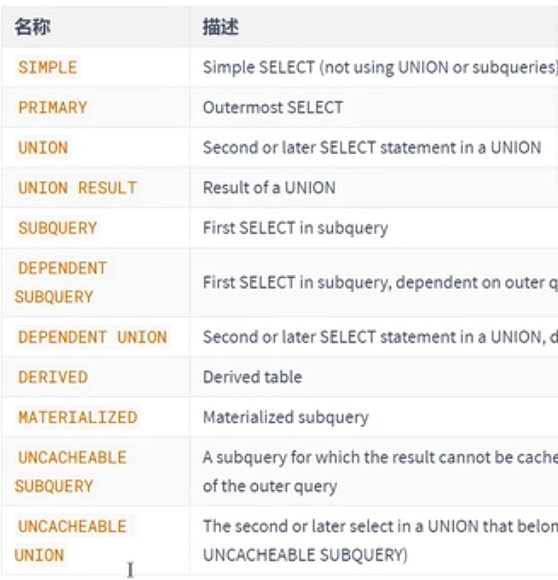 名称 描述
SIMPLE Simple SELECT (not using UNION or subqueries)
PRIMARY Outermost SELECT
UNION Second or later SELECT statement in a UNION
UNION RESULT Result of a UNION
SUBQUERY First SELECT in subquery
DEPENDENT
SUBQUERY
First SELECT in subquery, dependent on outer q
DEPENDENT UNION Second or later SELECT statement in a UNION, d
DERIVED Derived table
MATERIALIZED Materialized subquery
UNCACHEABLE
SUBQUERY
A subquery for which the result cannot be cache
of the outer query
UNCACHEABLE
UNION
The second or later select in a UNION that belon
UNCACHEABLE SUBQUERY)